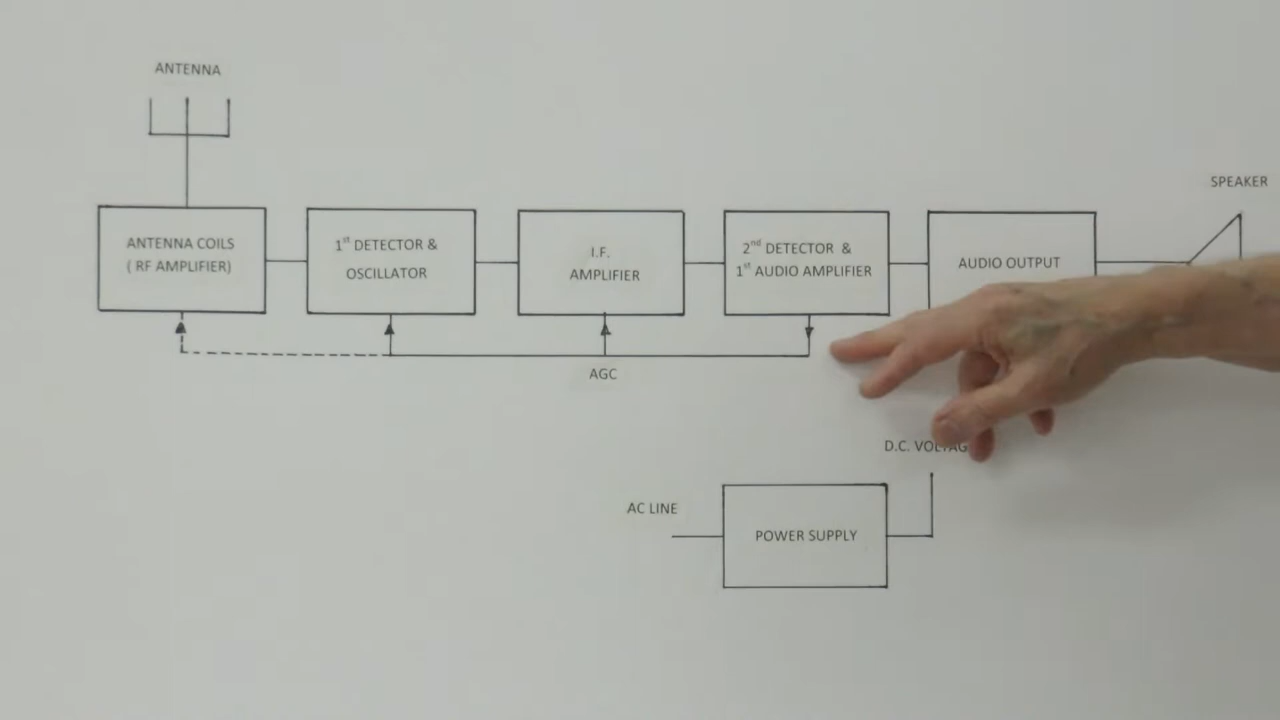 ANTENNA
SPEAKER
ANTENNA COILS
( RF AMPLIFIER)
1st DETECTOR &
OSCILLATOR
I.F.
AMPLIFIER
2nd DETECTOR &
1st AUDIO AMPLIFIER
AUDIO OUTPUT
AGC
D.C.
AC LINE
POWER SUPPLY